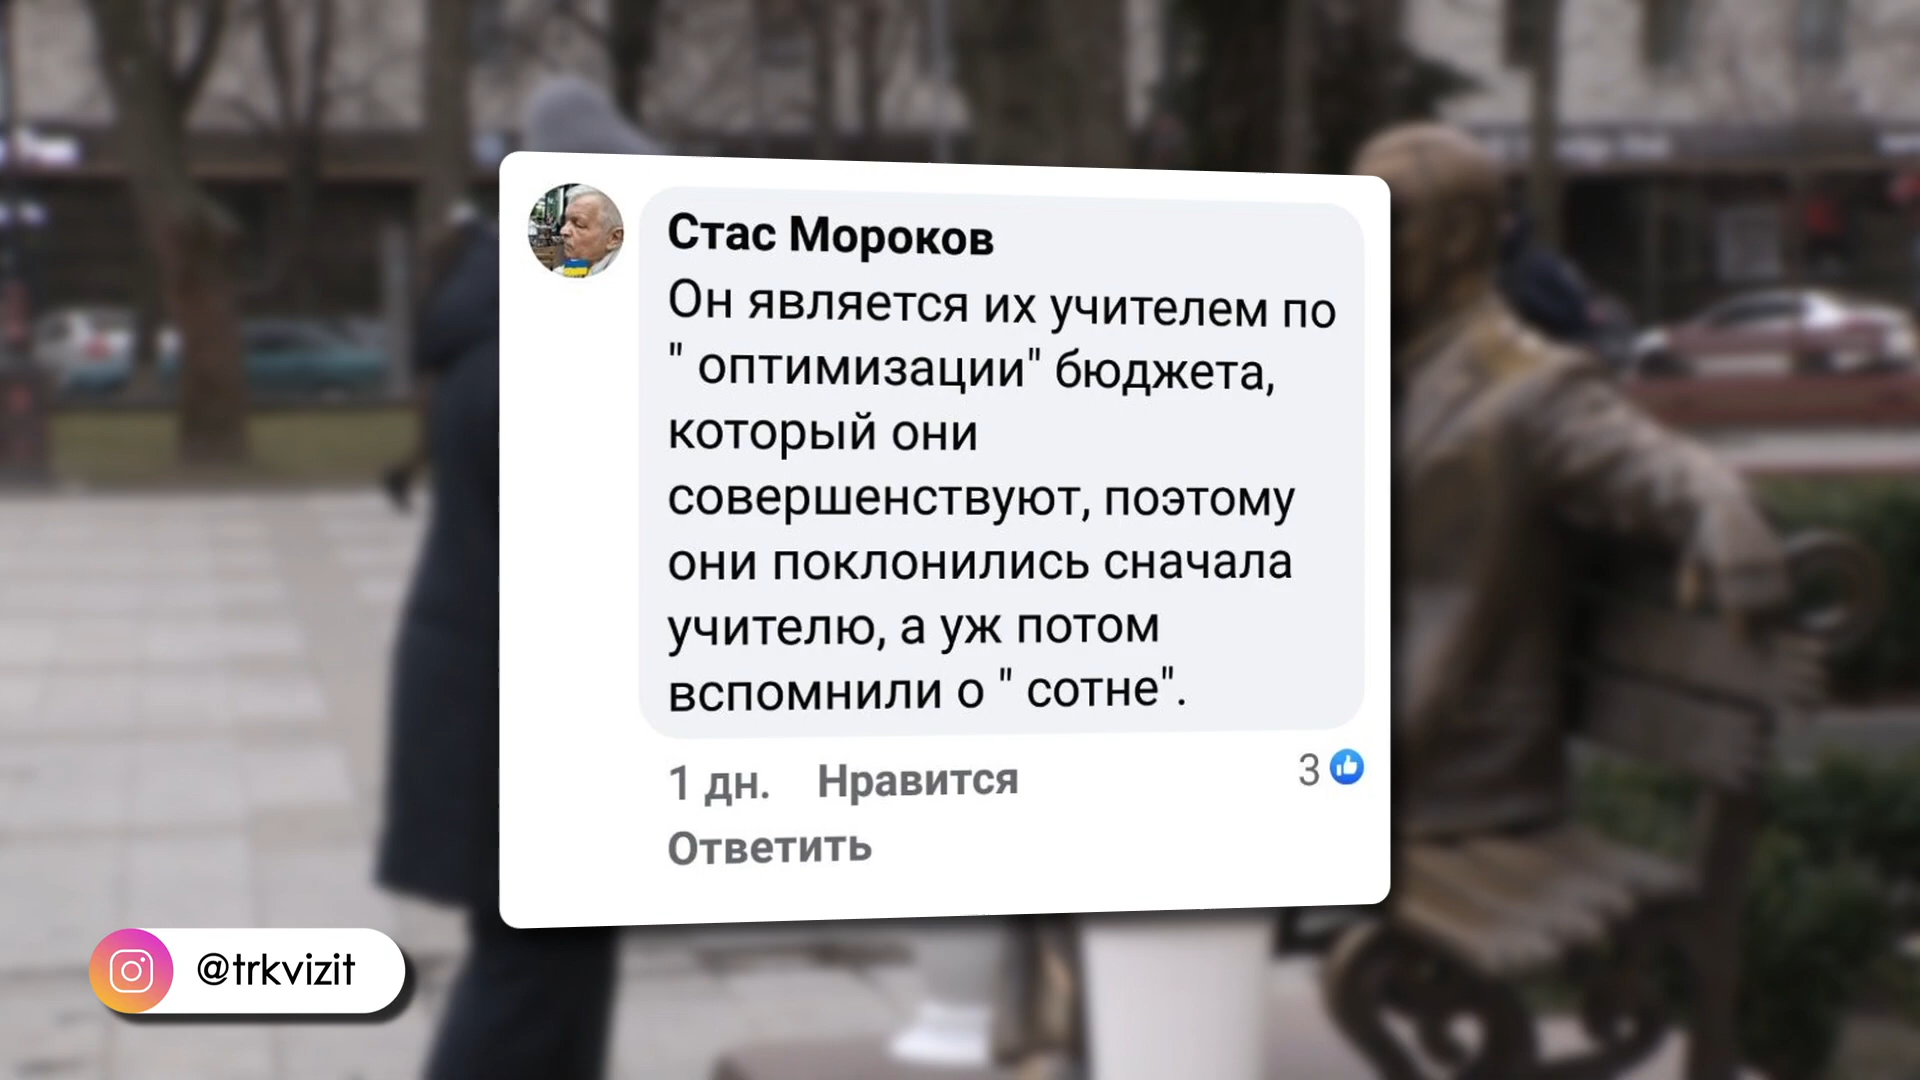 Стас Мороков
Он является их учителем по
" оптимизации" бюджета,
который они
совершенствуют, поэтому
они поклонились сначала
учителю, а уж потом
вспомнили о " сотне".
1 дн. Нравится 3
Ответить
@trkvizit